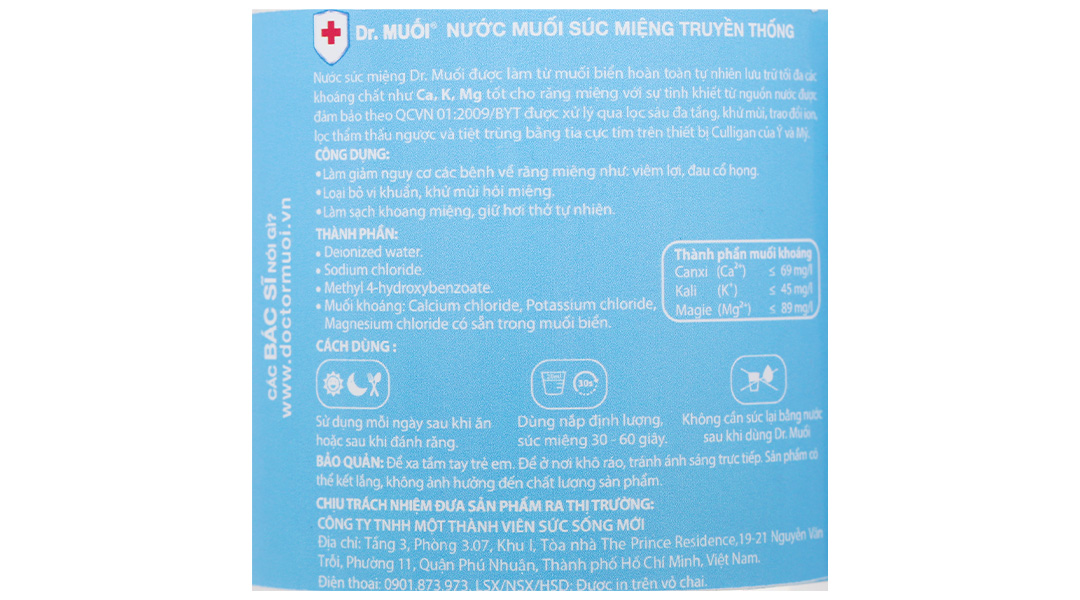 Dr. MUỐI® NƯỚC MUỐI SÚC MIỆNG TRUYỀN THỐNG
Nước súc miệng Dr. Muối được làm từ muối biển hoàn toàn tự nhiên lưu trữ tối đa các
khoáng chất như Ca, K, Mg tốt cho răng miệng với sự tinh khiết từ nguồn nước được
đảm bảo theo QCVN 01:2009/BYT được xử lý qua lọc sâu đa tầng, khử mùi, trao đổi ion,
lọc thẩm thấu ngược và tiệt trùng bằng tia cực tím trên thiết bị Culligan của Ý và Mỹ.
CÔNG DỤNG:
•Làm giảm nguy cơ các bệnh về răng miệng như: viêm lợi, đau cổ họng.
•Loại bỏ vi khuẩn, khử mùi hôi miệng.
•Làm sạch khoang miệng, giữ hơi thở tự nhiên.
THÀNH PHẦN:
• Deionized water.
• Sodium chloride.
• Methyl 4-hydroxybenzoate.
• Muối khoáng: Calcium chloride, Potassium chloride,
Magnesium chloride có sẵn trong muối biển.
Thành phần muối khoáng
Canxi (Ca²⁺) ≤ 69 mg/l
Kali (K⁺) ≤ 45 mg/l
Magie (Mg²⁺) ≤ 89 mg/l
CÁCH DÙNG :
30s
Sử dụng mỗi ngày sau khi ăn
hoặc sau khi đánh răng.
Dùng nắp định lượng,
súc miệng 30 - 60 giây.
Không cần súc lại bằng nước
sau khi dùng Dr. Muối
BẢO QUẢN: Để xa tầm tay trẻ em. Để ở nơi khô ráo, tránh ánh sáng trực tiếp. Sản phẩm có
thể kết lắng, không ảnh hưởng đến chất lượng sản phẩm.
CHỊU TRÁCH NHIỆM ĐƯA SẢN PHẨM RA THỊ TRƯỜNG:
CÔNG TY TNHH MỘT THÀNH VIÊN SỨC SỐNG MỚI
Địa chỉ: Tầng 3, Phòng 3.07, Khu I, Tòa nhà The Prince Residence,19-21 Nguyễn Văn
Trỗi, Phường 11, Quận Phú Nhuận, Thành phố Hồ Chí Minh, Việt Nam.
Điện thoại: 0901.873.973. LSX/NSX/HSD: Được in trên vỏ chai.
CÁC BÁC SĨ NÓI GÌ?
www.doctormuoi.vn